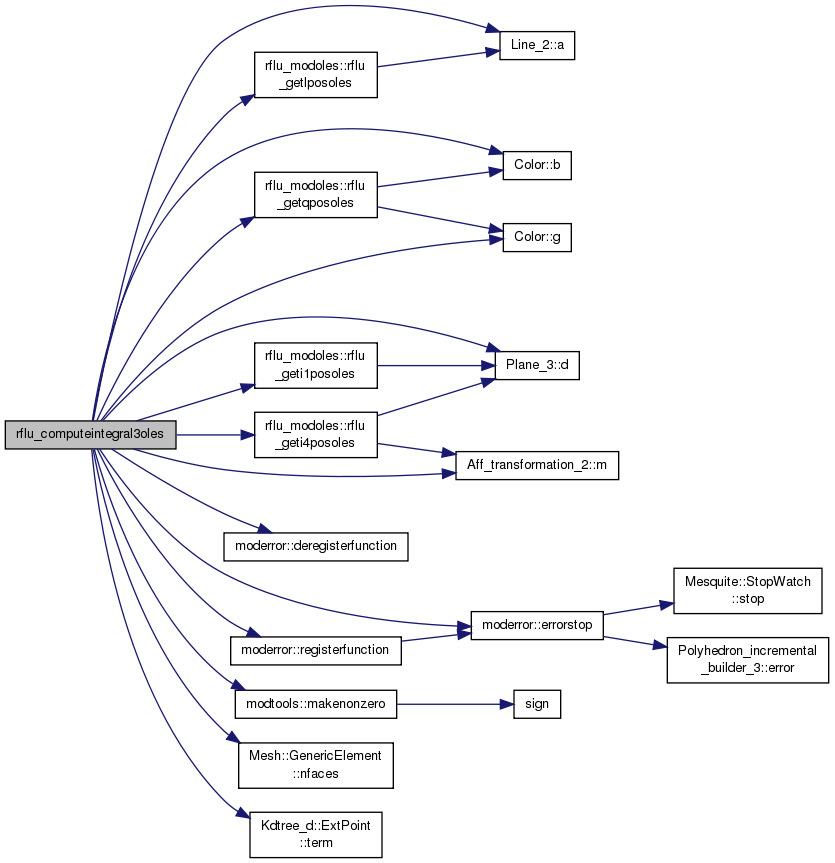 Line_2::a
rflu_modoles::rflu
_getlposoles
Color::b
rflu_modoles::rflu
_getqposoles
Color::g
rflu_modoles::rflu
_geti1posoles
Plane_3::d
rflu_computeintegral3oles
rflu_modoles::rflu
_geti4posoles
Aff_transformation_2::m
moderror::deregisterfunction
Mesquite::StopWatch
::stop
moderror::errorstop
moderror::registerfunction
Polyhedron_incremental
_builder_3::error
modtools::makenonzero
sign
Mesh::GenericElement
::nfaces
Kdtree_d::ExtPoint
::term